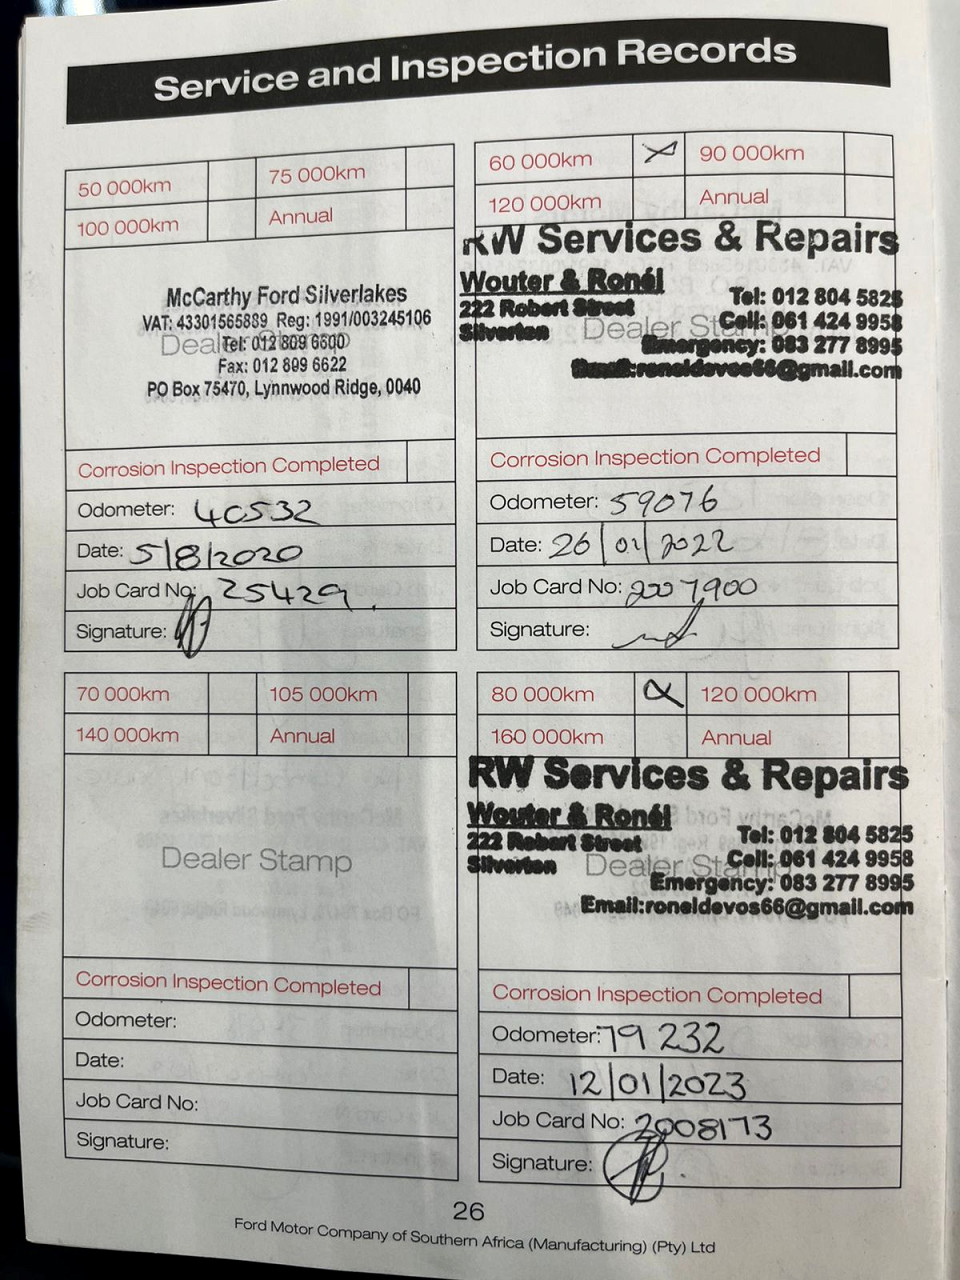 Service and Inspection Records
50 000km
75 000km
100 000km
Annual
McCarthy Ford Silverlakes
VAT: 43301565889 Reg: 1991/003245106
Dealer Stamp
Tel: 012 809 6600
Fax: 012 809 6622
PO Box 75470, Lynnwood Ridge, 0040
Corrosion Inspection Completed
Odometer: 40532
Date: 5/8/2020
Job Card No: 25429.
Signature:
60 000km
90 000km
120 000km
Annual
RW Services & Repairs
Wouter & Ronél
222 Robert Street
Silverton
Dealer Stamp
Tel: 012 804 5825
Cell: 061 424 9958
Emergency: 083 277 8995
Email:roneldevos66@gmail.com
Corrosion Inspection Completed
Odometer: 59076
Date: 26/01/2022
Job Card No: 2007900
Signature:
70 000km
105 000km
140 000km
Annual
Dealer Stamp
Corrosion Inspection Completed
Odometer:
Date:
Job Card No:
Signature:
80 000km
120 000km
160 000km
Annual
RW Services & Repairs
Wouter & Ronél
222 Robert Street
Silverton
Dealer Stamp
Tel: 012 804 5825
Cell: 061 424 9958
Emergency: 083 277 8995
Email:roneldevos66@gmail.com
Corrosion Inspection Completed
Odometer: 79 232
Date: 12/01/2023
Job Card No: 2008173
Signature:
26
Ford Motor Company of Southern Africa (Manufacturing) (Pty) Ltd